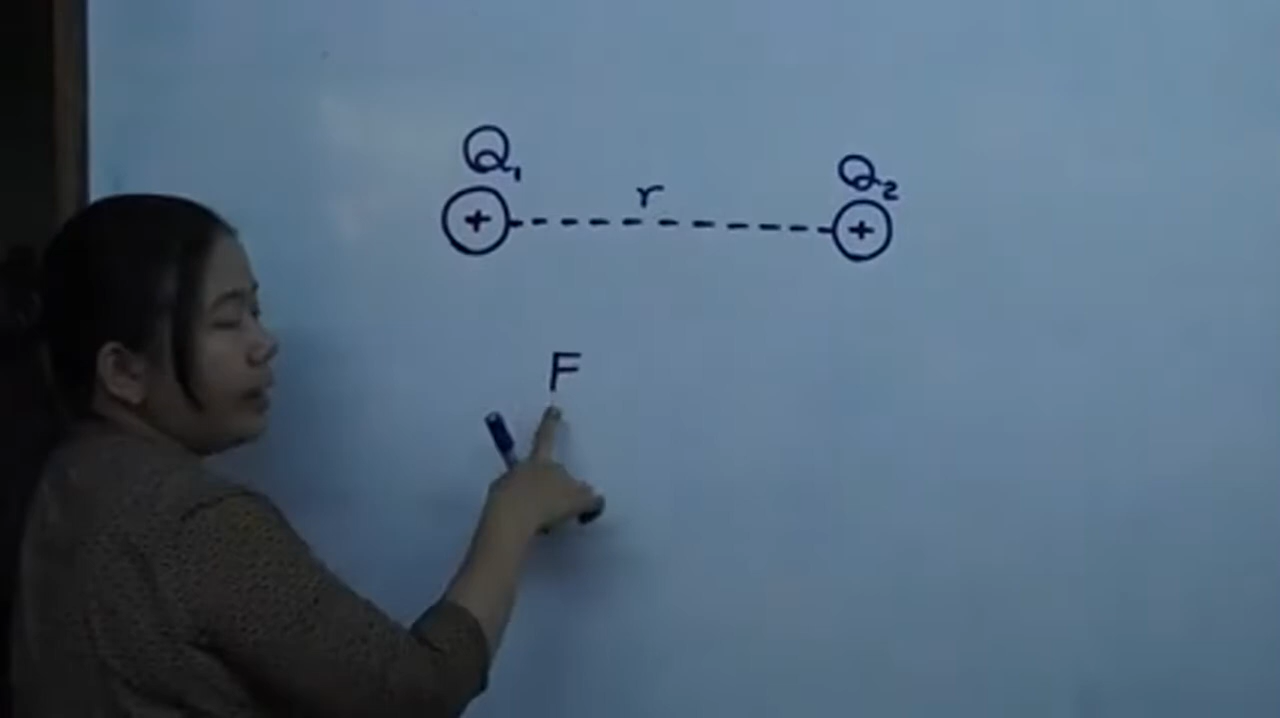 Q₁ Q₂
r
+ +
F